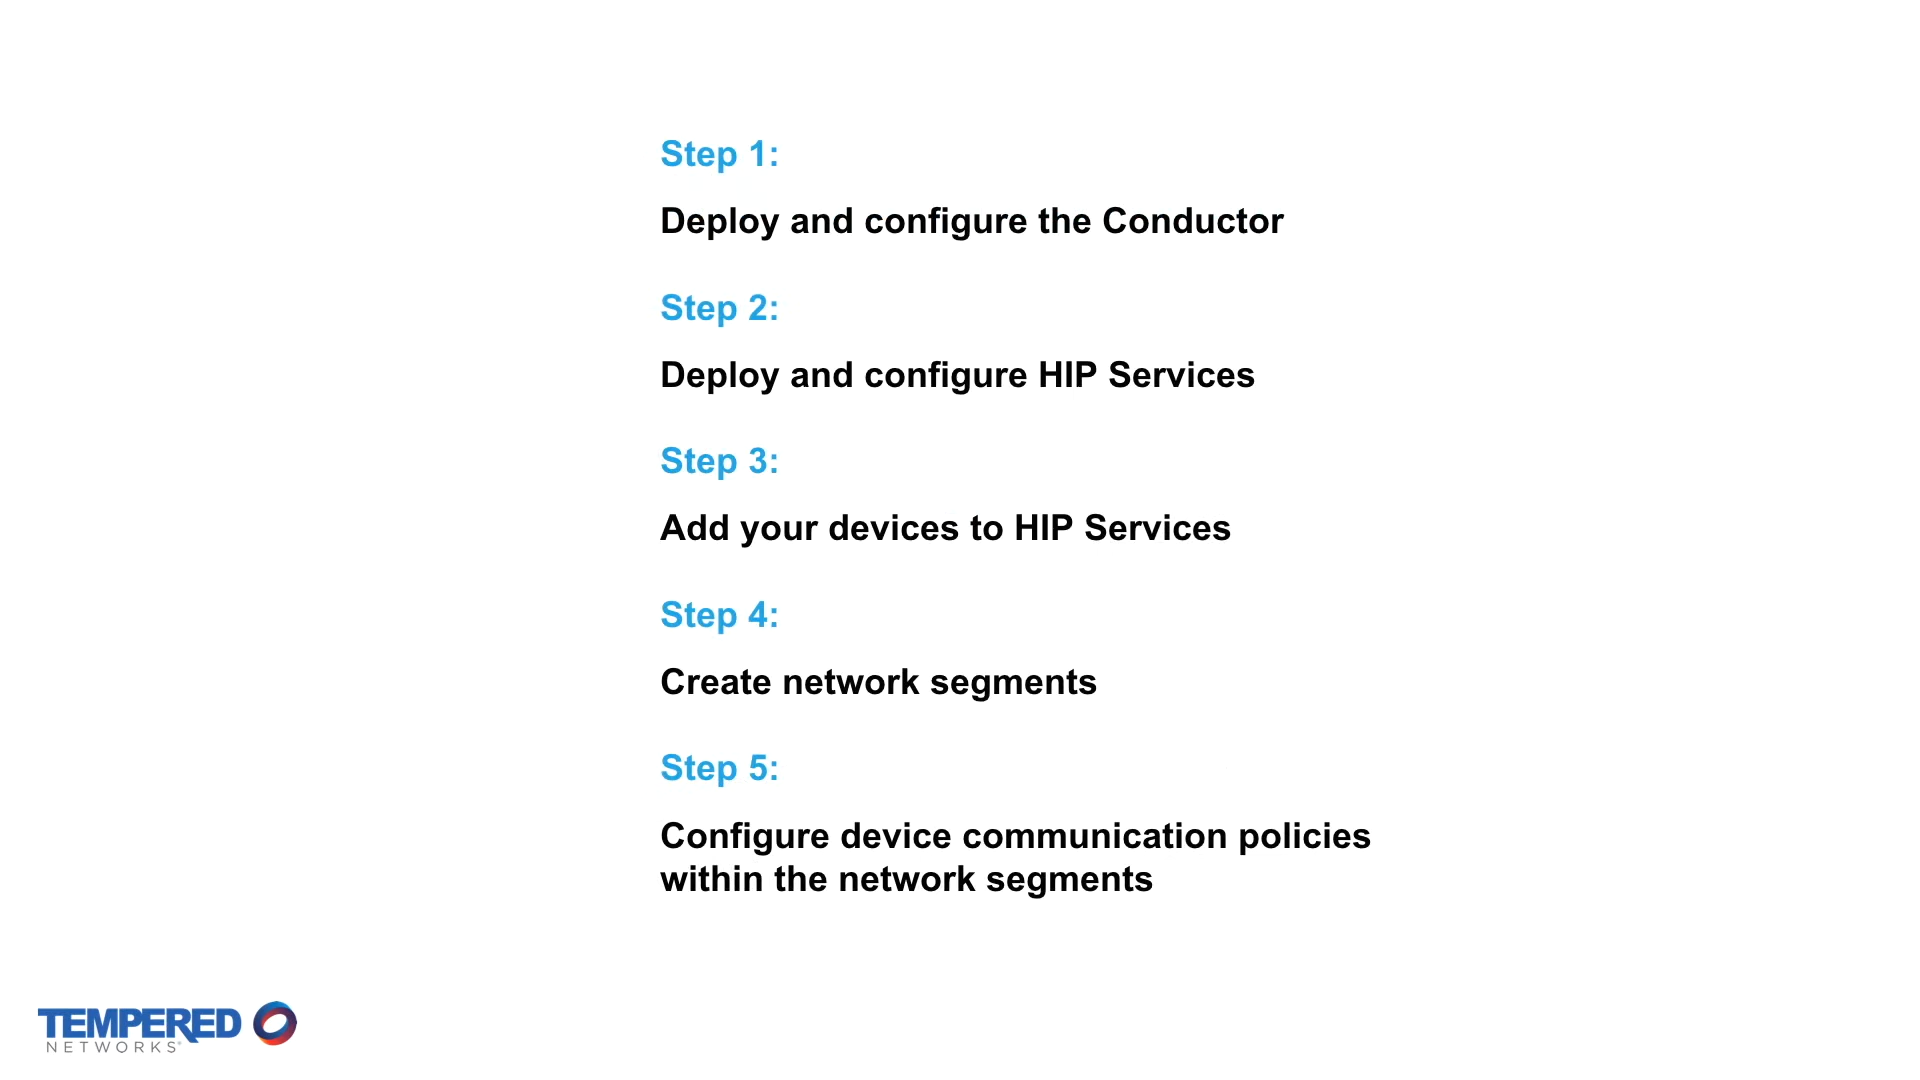 Step 1:
Deploy and configure the Conductor
Step 2:
Deploy and configure HIP Services
Step 3:
Add your devices to HIP Services
Step 4:
Create network segments
Step 5:
Configure device communication policies
within the network segments
TEMPERED
NETWORKS®